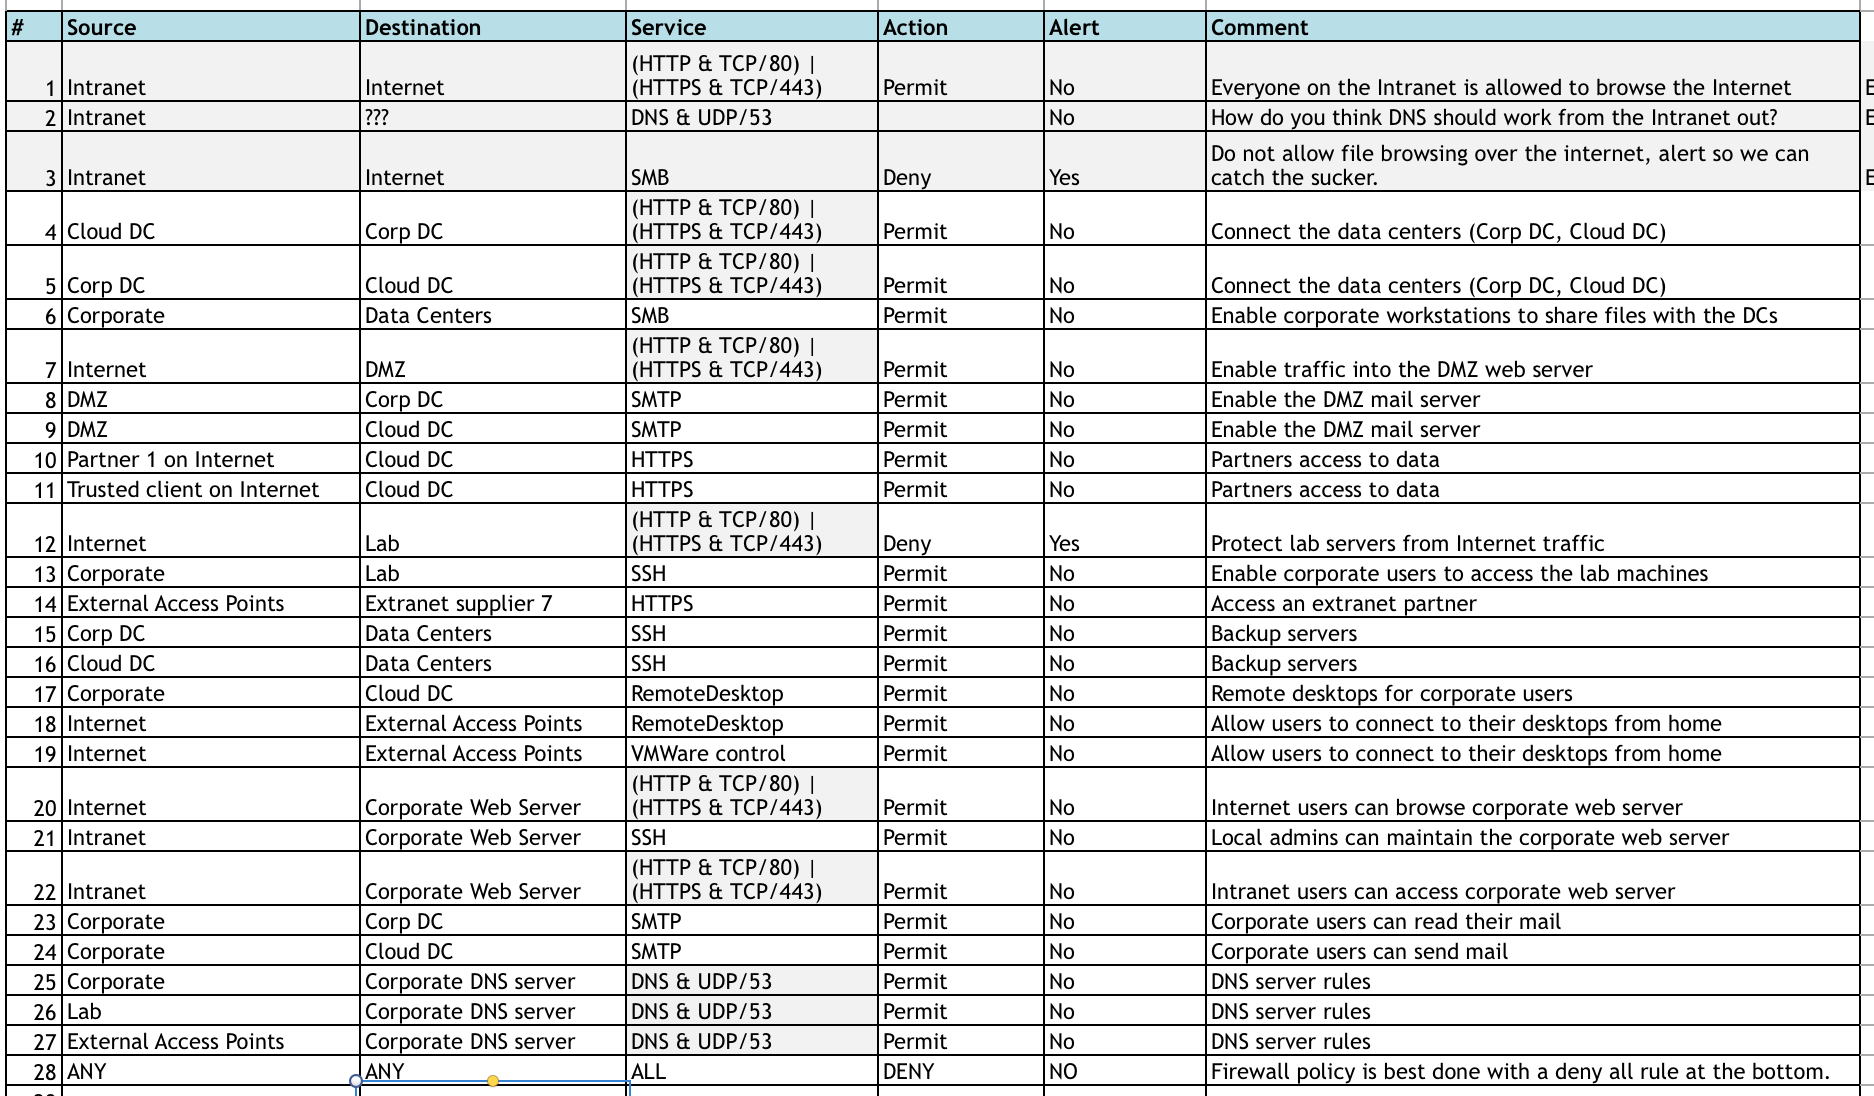 # Source Destination Service Action Alert Comment
(HTTP & TCP/80) |
1 Intranet Internet (HTTPS & TCP/443) Permit No Everyone on the Intranet is allowed to browse the Internet E
2 Intranet ??? DNS & UDP/53 No How do you think DNS should work from the Intranet out? E
Do not allow file browsing over the internet, alert so we can
3 Intranet Internet SMB Deny Yes catch the sucker. E
(HTTP & TCP/80) |
4 Cloud DC Corp DC (HTTPS & TCP/443) Permit No Connect the data centers (Corp DC, Cloud DC)
(HTTP & TCP/80) |
5 Corp DC Cloud DC (HTTPS & TCP/443) Permit No Connect the data centers (Corp DC, Cloud DC)
6 Corporate Data Centers SMB Permit No Enable corporate workstations to share files with the DCs
(HTTP & TCP/80) |
7 Internet DMZ (HTTPS & TCP/443) Permit No Enable traffic into the DMZ web server
8 DMZ Corp DC SMTP Permit No Enable the DMZ mail server
9 DMZ Cloud DC SMTP Permit No Enable the DMZ mail server
10 Partner 1 on Internet Cloud DC HTTPS Permit No Partners access to data
11 Trusted client on Internet Cloud DC HTTPS Permit No Partners access to data
(HTTP & TCP/80) |
12 Internet Lab (HTTPS & TCP/443) Deny Yes Protect lab servers from Internet traffic
13 Corporate Lab SSH Permit No Enable corporate users to access the lab machines
14 External Access Points Extranet supplier 7 HTTPS Permit No Access an extranet partner
15 Corp DC Data Centers SSH Permit No Backup servers
16 Cloud DC Data Centers SSH Permit No Backup servers
17 Corporate Cloud DC RemoteDesktop Permit No Remote desktops for corporate users
18 Internet External Access Points RemoteDesktop Permit No Allow users to connect to their desktops from home
19 Internet External Access Points VMWare control Permit No Allow users to connect to their desktops from home
(HTTP & TCP/80) |
20 Internet Corporate Web Server (HTTPS & TCP/443) Permit No Internet users can browse corporate web server
21 Intranet Corporate Web Server SSH Permit No Local admins can maintain the corporate web server
(HTTP & TCP/80) |
22 Intranet Corporate Web Server (HTTPS & TCP/443) Permit No Intranet users can access corporate web server
23 Corporate Corp DC SMTP Permit No Corporate users can read their mail
24 Corporate Cloud DC SMTP Permit No Corporate users can send mail
25 Corporate Corporate DNS server DNS & UDP/53 Permit No DNS server rules
26 Lab Corporate DNS server DNS & UDP/53 Permit No DNS server rules
27 External Access Points Corporate DNS server DNS & UDP/53 Permit No DNS server rules
28 ANY ANY ALL DENY NO Firewall policy is best done with a deny all rule at the bottom.